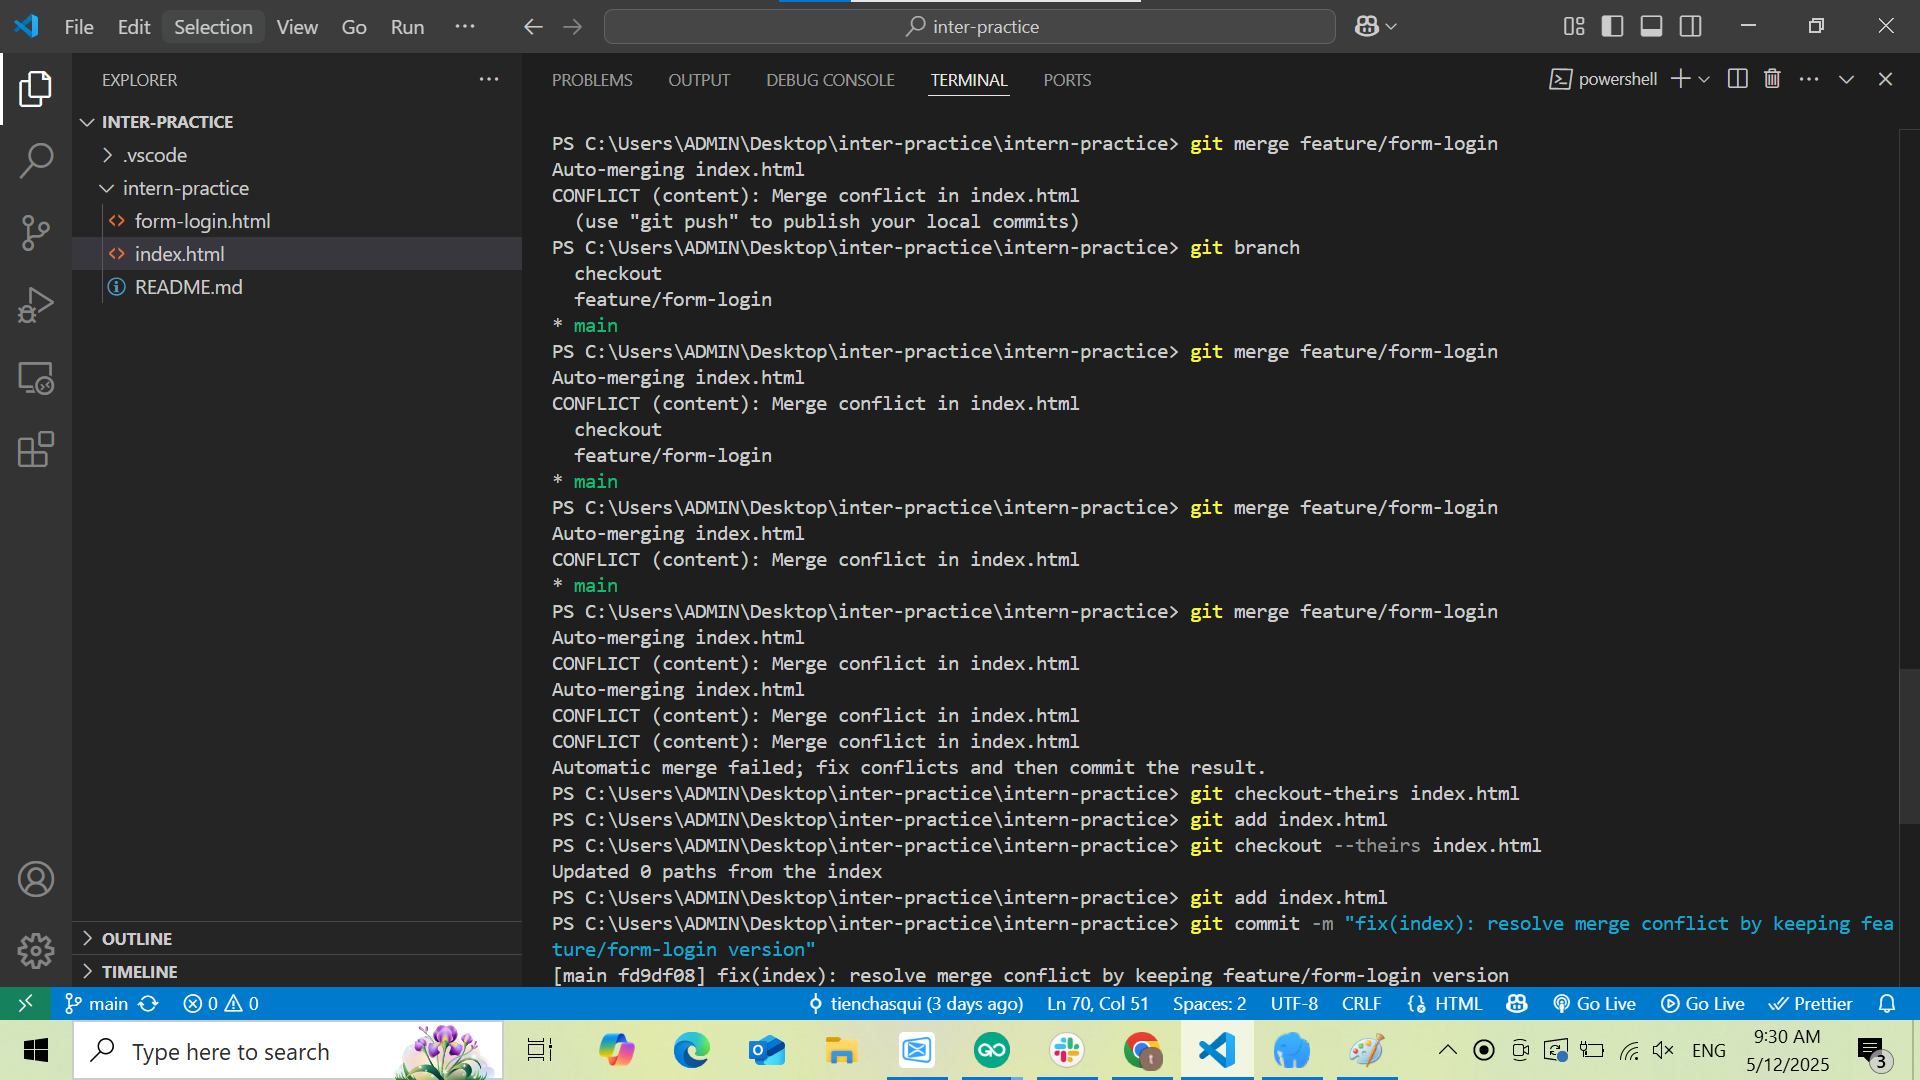 File Edit Selection View Go Run ··· inter-practice
EXPLORER ···
INTER-PRACTICE
.vscode
intern-practice
form-login.html
index.html
README.md
OUTLINE
TIMELINE
PROBLEMS OUTPUT DEBUG CONSOLE TERMINAL PORTS powershell
PS C:\Users\ADMIN\Desktop\inter-practice\intern-practice> git merge feature/form-login
Auto-merging index.html
CONFLICT (content): Merge conflict in index.html
  (use "git push" to publish your local commits)
PS C:\Users\ADMIN\Desktop\inter-practice\intern-practice> git branch
  checkout
  feature/form-login
* main
PS C:\Users\ADMIN\Desktop\inter-practice\intern-practice> git merge feature/form-login
Auto-merging index.html
CONFLICT (content): Merge conflict in index.html
  checkout
  feature/form-login
* main
PS C:\Users\ADMIN\Desktop\inter-practice\intern-practice> git merge feature/form-login
Auto-merging index.html
CONFLICT (content): Merge conflict in index.html
* main
PS C:\Users\ADMIN\Desktop\inter-practice\intern-practice> git merge feature/form-login
Auto-merging index.html
CONFLICT (content): Merge conflict in index.html
Auto-merging index.html
CONFLICT (content): Merge conflict in index.html
CONFLICT (content): Merge conflict in index.html
Automatic merge failed; fix conflicts and then commit the result.
PS C:\Users\ADMIN\Desktop\inter-practice\intern-practice> git checkout-theirs index.html
PS C:\Users\ADMIN\Desktop\inter-practice\intern-practice> git add index.html
PS C:\Users\ADMIN\Desktop\inter-practice\intern-practice> git checkout --theirs index.html
Updated 0 paths from the index
PS C:\Users\ADMIN\Desktop\inter-practice\intern-practice> git add index.html
PS C:\Users\ADMIN\Desktop\inter-practice\intern-practice> git commit -m "fix(index): resolve merge conflict by keeping fea
ture/form-login version"
[main fd9df08] fix(index): resolve merge conflict by keeping feature/form-login version
main 0 0 tienchasqui (3 days ago) Ln 70, Col 51 Spaces: 2 UTF-8 CRLF HTML Go Live Go Live Prettier
Type here to search ENG 9:30 AM
5/12/2025 3